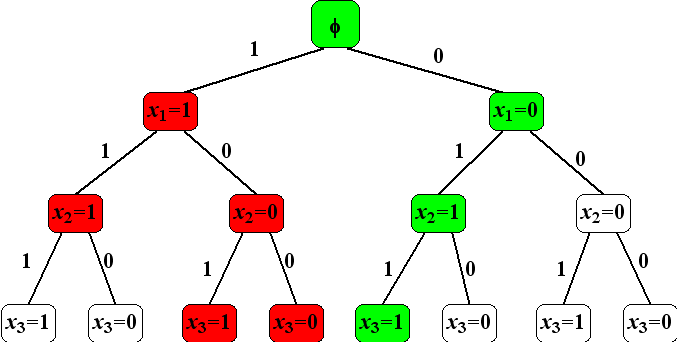 ϕ
1 0
x₁=1 x₁=0
1 0 1 0
x₂=1 x₂=0 x₂=1 x₂=0
1 0 1 0 1 0 1 0
x₃=1 x₃=0 x₃=1 x₃=0 x₃=1 x₃=0 x₃=1 x₃=0